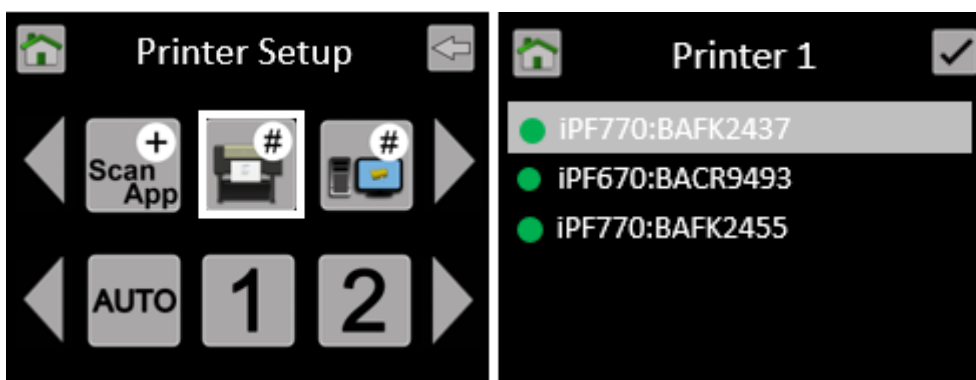 Printer Setup
+ # #
Scan
App
AUTO 1 2
Printer 1
iPF770:BAFK2437
iPF670:BACR9493
iPF770:BAFK2455